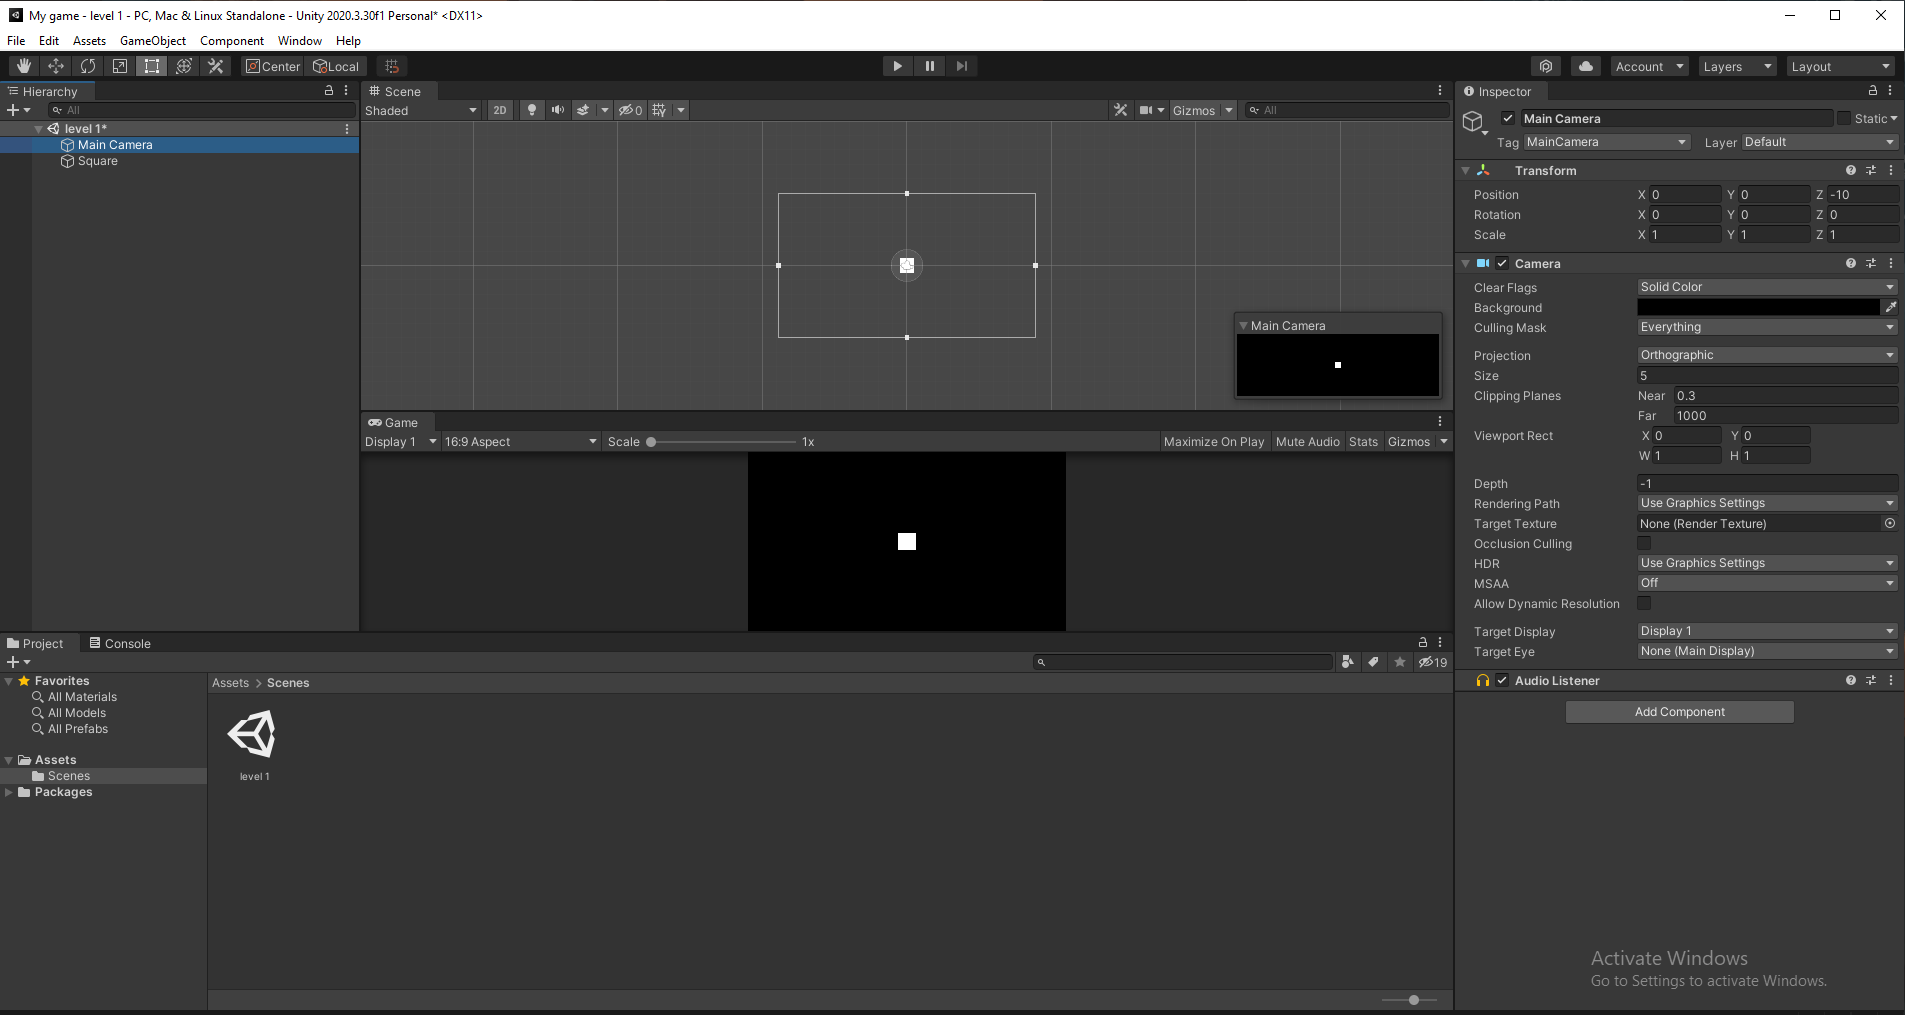 My game - level 1 - PC, Mac & Linux Standalone - Unity 2020.3.30f1 Personal* <DX11>
File Edit Assets GameObject Component Window Help
Center Local Account Layers Layout
Hierarchy
All
level 1*
Main Camera
Square
Scene
Shaded 2D 0 Gizmos All
Main Camera
Game
Display 1 16:9 Aspect Scale 1x Maximize On Play Mute Audio Stats Gizmos
Project Console
19
Favorites
All Materials
All Models
All Prefabs
Assets
Scenes
Packages
Assets > Scenes
level 1
Inspector
Main Camera Static
Tag MainCamera Layer Default
Transform
Position X 0 Y 0 Z -10
Rotation X 0 Y 0 Z 0
Scale X 1 Y 1 Z 1
Camera
Clear Flags Solid Color
Background
Culling Mask Everything
Projection Orthographic
Size 5
Clipping Planes Near 0.3
Far 1000
Viewport Rect X 0 Y 0
W 1 H 1
Depth -1
Rendering Path Use Graphics Settings
Target Texture None (Render Texture)
Occlusion Culling
HDR Use Graphics Settings
MSAA Off
Allow Dynamic Resolution
Target Display Display 1
Target Eye None (Main Display)
Audio Listener
Add Component
Activate Windows
Go to Settings to activate Windows.